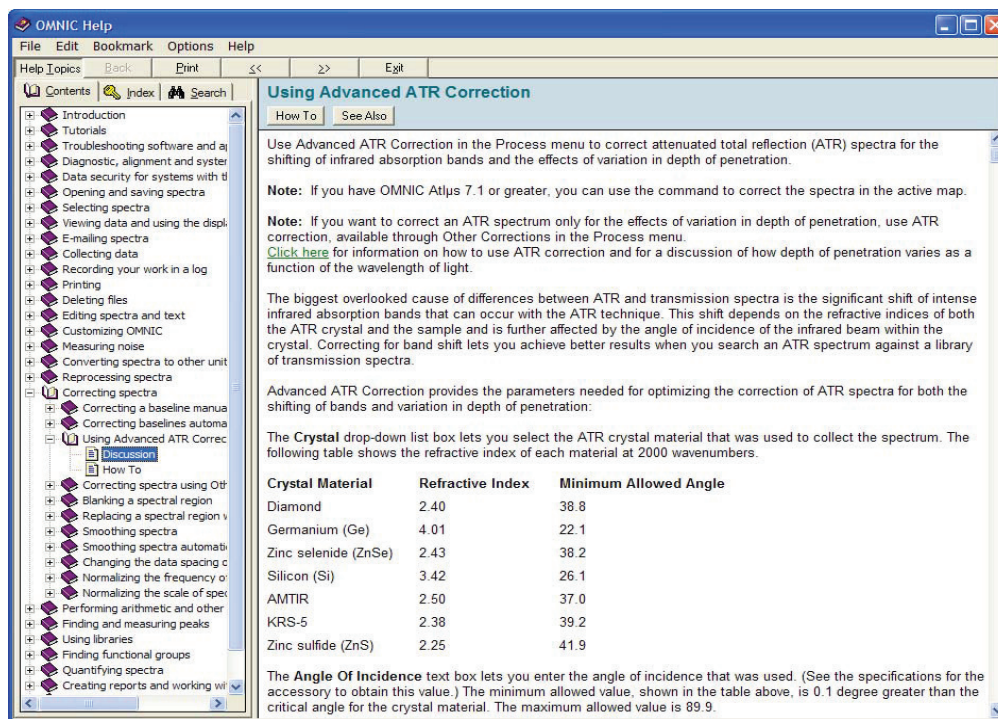 OMNIC Help
File Edit Bookmark Options Help
Help Topics Back Print << >> Exit
Contents Index Search
Introduction
Tutorials
Troubleshooting software and a
Diagnostic, alignment and syster
Data security for systems with t
Opening and saving spectra
Selecting spectra
Viewing data and using the displ
E-mailing spectra
Collecting data
Recording your work in a log
Printing
Deleting files
Editing spectra and text
Customizing OMNIC
Measuring noise
Converting spectra to other unit
Reprocessing spectra
Correcting spectra
Correcting a baseline manua
Correcting baselines automa
Using Advanced ATR Correc
Discussion
How To
Correcting spectra using Oth
Blanking a spectral region
Replacing a spectral region w
Smoothing spectra
Smoothing spectra automati
Changing the data spacing o
Normalizing the frequency o
Normalizing the scale of spec
Performing arithmetic and other
Finding and measuring peaks
Using libraries
Finding functional groups
Quantifying spectra
Creating reports and working wi
Using Advanced ATR Correction
How To See Also
Use Advanced ATR Correction in the Process menu to correct attenuated total reflection (ATR) spectra for the
shifting of infrared absorption bands and the effects of variation in depth of penetration.
Note: If you have OMNIC Atlμs 7.1 or greater, you can use the command to correct the spectra in the active map.
Note: If you want to correct an ATR spectrum only for the effects of variation in depth of penetration, use ATR
correction, available through Other Corrections in the Process menu.
Click here for information on how to use ATR correction and for a discussion of how depth of penetration varies as a
function of the wavelength of light.
The biggest overlooked cause of differences between ATR and transmission spectra is the significant shift of intense
infrared absorption bands that can occur with the ATR technique. This shift depends on the refractive indices of both
the ATR crystal and the sample and is further affected by the angle of incidence of the infrared beam within the
crystal. Correcting for band shift lets you achieve better results when you search an ATR spectrum against a library
of transmission spectra.
Advanced ATR Correction provides the parameters needed for optimizing the correction of ATR spectra for both the
shifting of bands and variation in depth of penetration:
The Crystal drop-down list box lets you select the ATR crystal material that was used to collect the spectrum. The
following table shows the refractive index of each material at 2000 wavenumbers.
Crystal Material Refractive Index Minimum Allowed Angle
Diamond 2.40 38.8
Germanium (Ge) 4.01 22.1
Zinc selenide (ZnSe) 2.43 38.2
Silicon (Si) 3.42 26.1
AMTIR 2.50 37.0
KRS-5 2.38 39.2
Zinc sulfide (ZnS) 2.25 41.9
The Angle Of Incidence text box lets you enter the angle of incidence that was used. (See the specifications for the
accessory to obtain this value.) The minimum allowed value, shown in the table above, is 0.1 degree greater than the
critical angle for the crystal material. The maximum allowed value is 89.9.